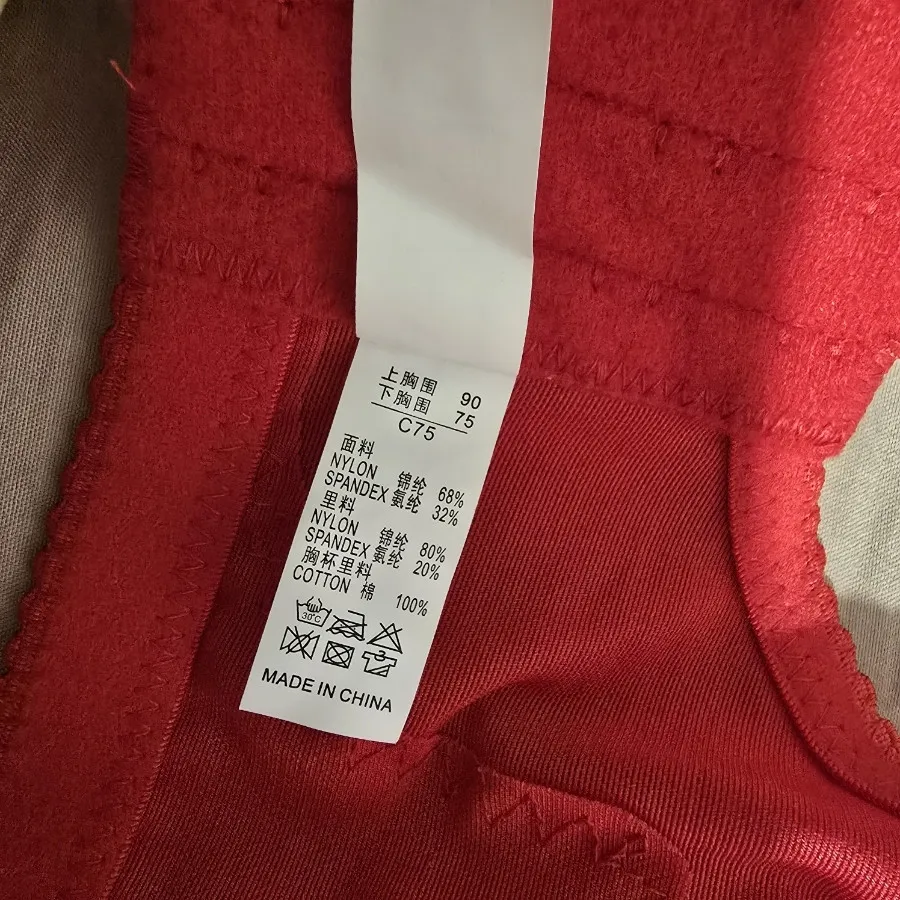 上胸围 90
下胸围 75
C75
面料
NYLON 锦纶 68%
SPANDEX 氨纶 32%
里料
NYLON 锦纶 80%
SPANDEX 氨纶 20%
胸杯里料
COTTON 棉 100%
30°C
MADE IN CHINA